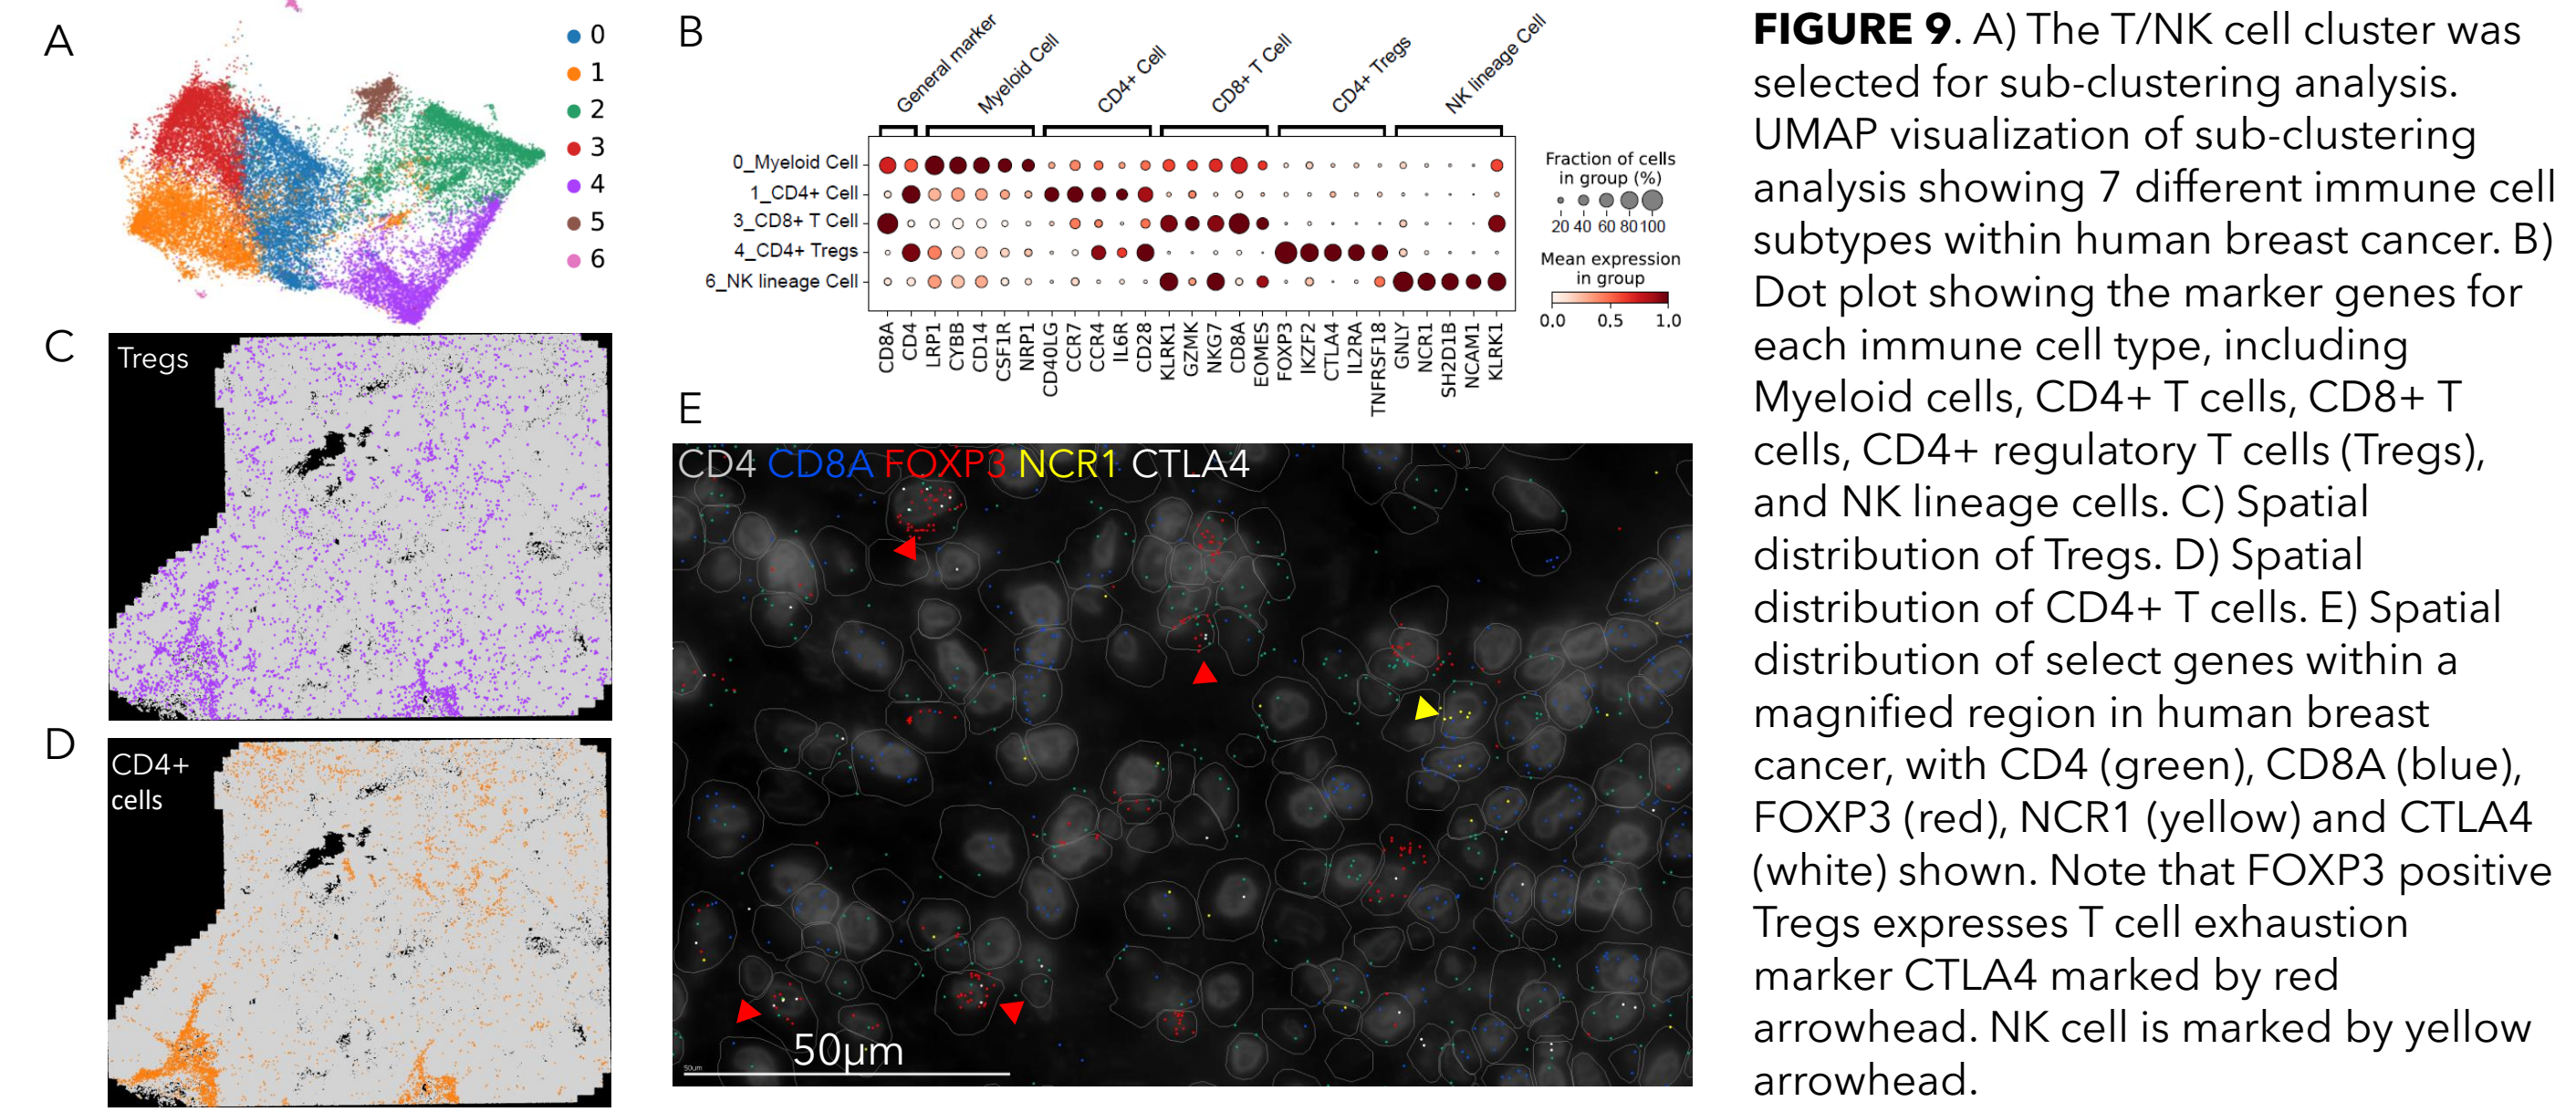 A
0
1
2
3
4
5
6
B
General marker
Myeloid Cell
CD4+ Cell
CD8+ T Cell
CD4+ Tregs
NK lineage Cell
0_Myeloid Cell
1_CD4+ Cell
3_CD8+ T Cell
4_CD4+ Tregs
6_NK lineage Cell
CD8A
CD4
LRP1
CYBB
CD14
CSF1R
NRP1
CD40LG
CCR7
CCR4
IL6R
CD28
KLRK1
GZMK
NKG7
CD8A
EOMES
FOXP3
IKZF2
CTLA4
IL2RA
TNFRSF18
GNLY
NCR1
SH2D1B
NCAM1
KLRK1
Fraction of cells
in group (%)
20 40 60 80 100
Mean expression
in group
0.0 0.5 1.0
C
Tregs
D
CD4+
cells
E
CD4 CD8A FOXP3 NCR1 CTLA4
50µm
50um
FIGURE 9. A) The T/NK cell cluster was
selected for sub-clustering analysis.
UMAP visualization of sub-clustering
analysis showing 7 different immune cell
subtypes within human breast cancer. B)
Dot plot showing the marker genes for
each immune cell type, including
Myeloid cells, CD4+ T cells, CD8+ T
cells, CD4+ regulatory T cells (Tregs),
and NK lineage cells. C) Spatial
distribution of Tregs. D) Spatial
distribution of CD4+ T cells. E) Spatial
distribution of select genes within a
magnified region in human breast
cancer, with CD4 (green), CD8A (blue),
FOXP3 (red), NCR1 (yellow) and CTLA4
(white) shown. Note that FOXP3 positive
Tregs expresses T cell exhaustion
marker CTLA4 marked by red
arrowhead. NK cell is marked by yellow
arrowhead.